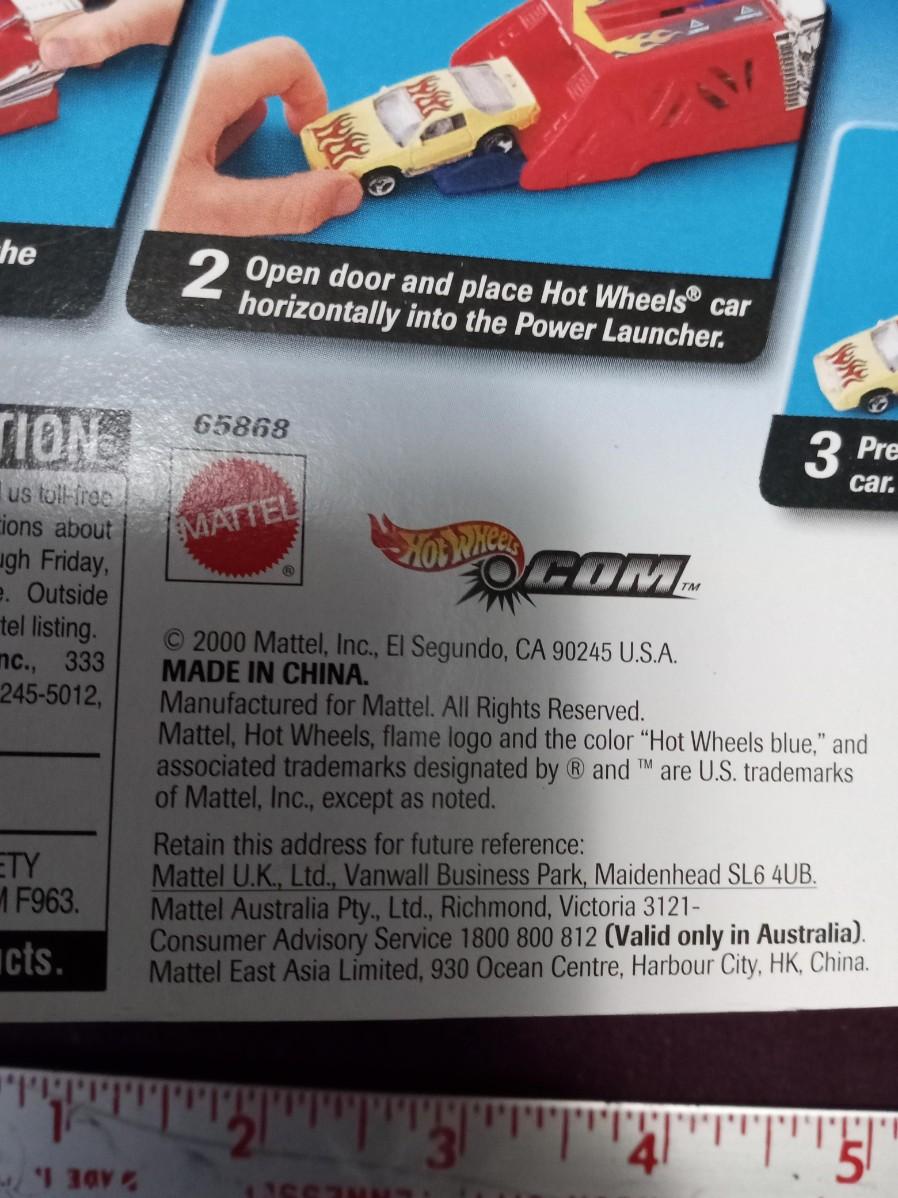 he
2 Open door and place Hot Wheels® car
horizontally into the Power Launcher.
3 Pre
car.
TION
us toll-free
tions about
ugh Friday,
e. Outside
tel listing.
nc., 333
245-5012,
ETY
M F963.
cts.
65868
MATTEL
®
Hot Wheels
.COM™
© 2000 Mattel, Inc., El Segundo, CA 90245 U.S.A.
MADE IN CHINA.
Manufactured for Mattel. All Rights Reserved.
Mattel, Hot Wheels, flame logo and the color “Hot Wheels blue,” and
associated trademarks designated by ® and ™ are U.S. trademarks
of Mattel, Inc., except as noted.
Retain this address for future reference:
Mattel U.K., Ltd., Vanwall Business Park, Maidenhead SL6 4UB.
Mattel Australia Pty., Ltd., Richmond, Victoria 3121-
Consumer Advisory Service 1800 800 812 (Valid only in Australia).
Mattel East Asia Limited, 930 Ocean Centre, Harbour City, HK, China.
1 2 3 4 5